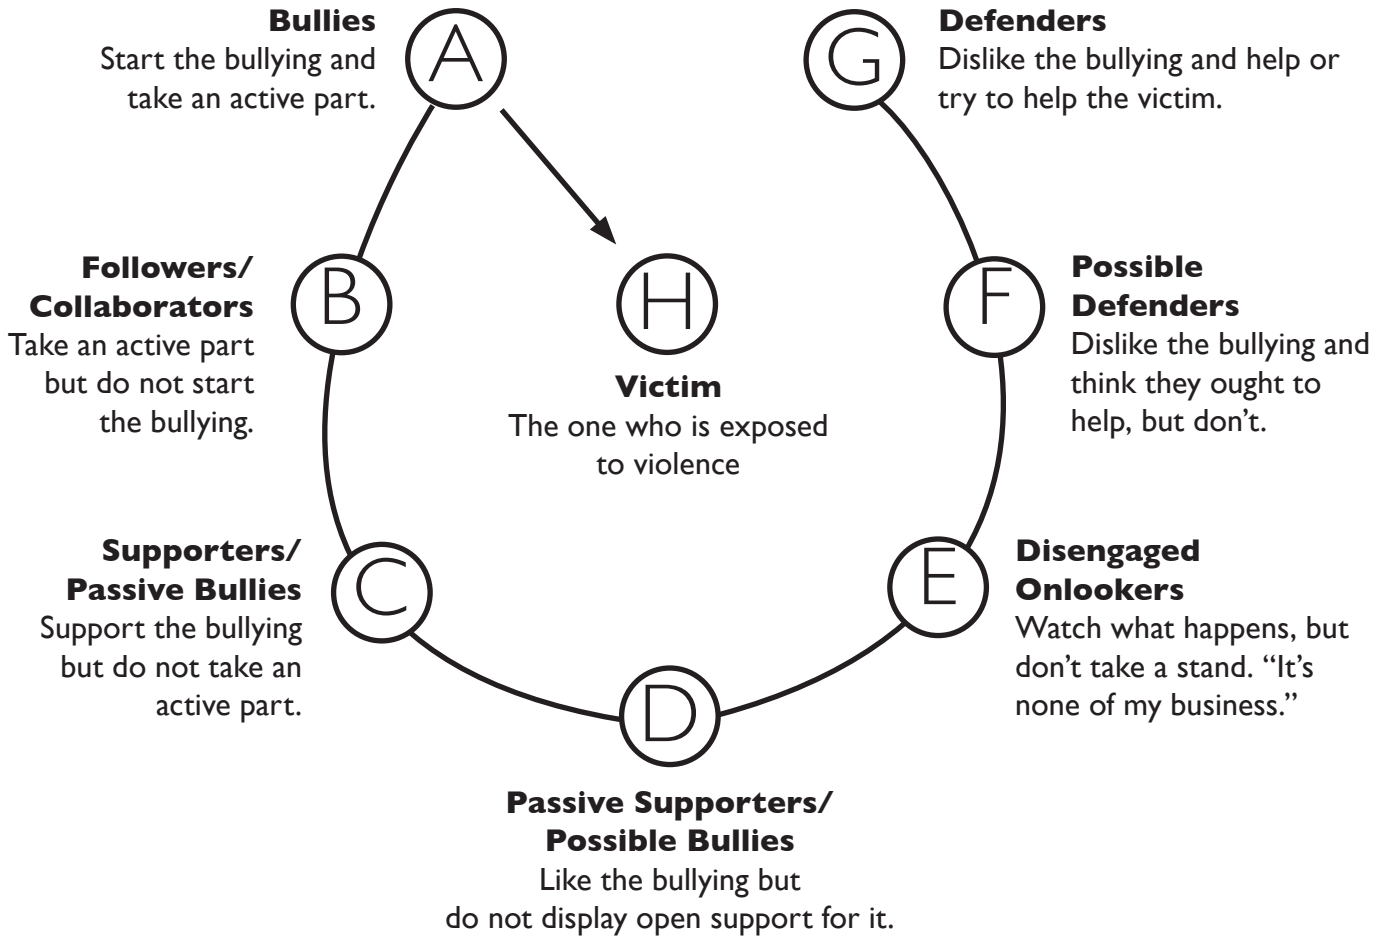 A
Bullies
Start the bullying and
take an active part.
B
Followers/
Collaborators
Take an active part
but do not start
the bullying.
C
Supporters/
Passive Bullies
Support the bullying
but do not take an
active part.
D
Passive Supporters/
Possible Bullies
Like the bullying but
do not display open support for it.
E
Disengaged
Onlookers
Watch what happens, but
don’t take a stand. “It’s
none of my business.”
F
Possible
Defenders
Dislike the bullying and
think they ought to
help, but don’t.
G
Defenders
Dislike the bullying and help or
try to help the victim.
H
Victim
The one who is exposed
to violence